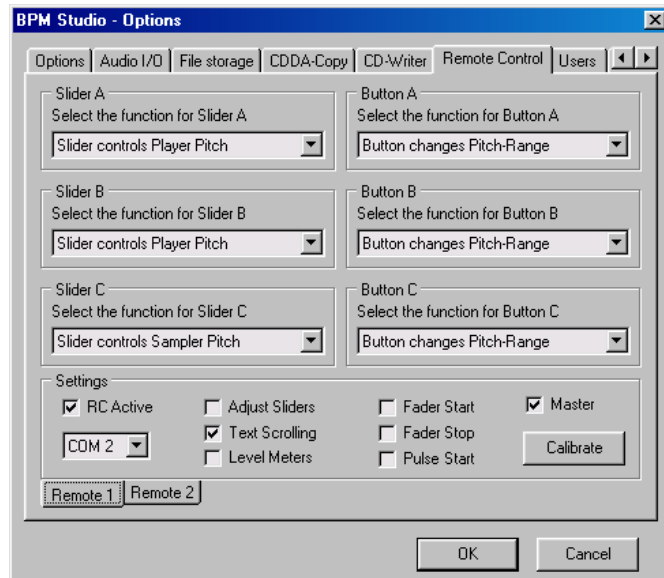 BPM Studio - Options
Options Audio I/O File storage CDDA-Copy CD-Writer Remote Control Users
Slider A
Select the function for Slider A
Slider controls Player Pitch
Button A
Select the function for Button A
Button changes Pitch-Range
Slider B
Select the function for Slider B
Slider controls Player Pitch
Button B
Select the function for Button B
Button changes Pitch-Range
Slider C
Select the function for Slider C
Slider controls Sampler Pitch
Button C
Select the function for Button C
Button changes Pitch-Range
Settings
RC Active
COM 2
Adjust Sliders
Text Scrolling
Level Meters
Fader Start
Fader Stop
Pulse Start
Master
Calibrate
Remote 1 Remote 2
OK Cancel